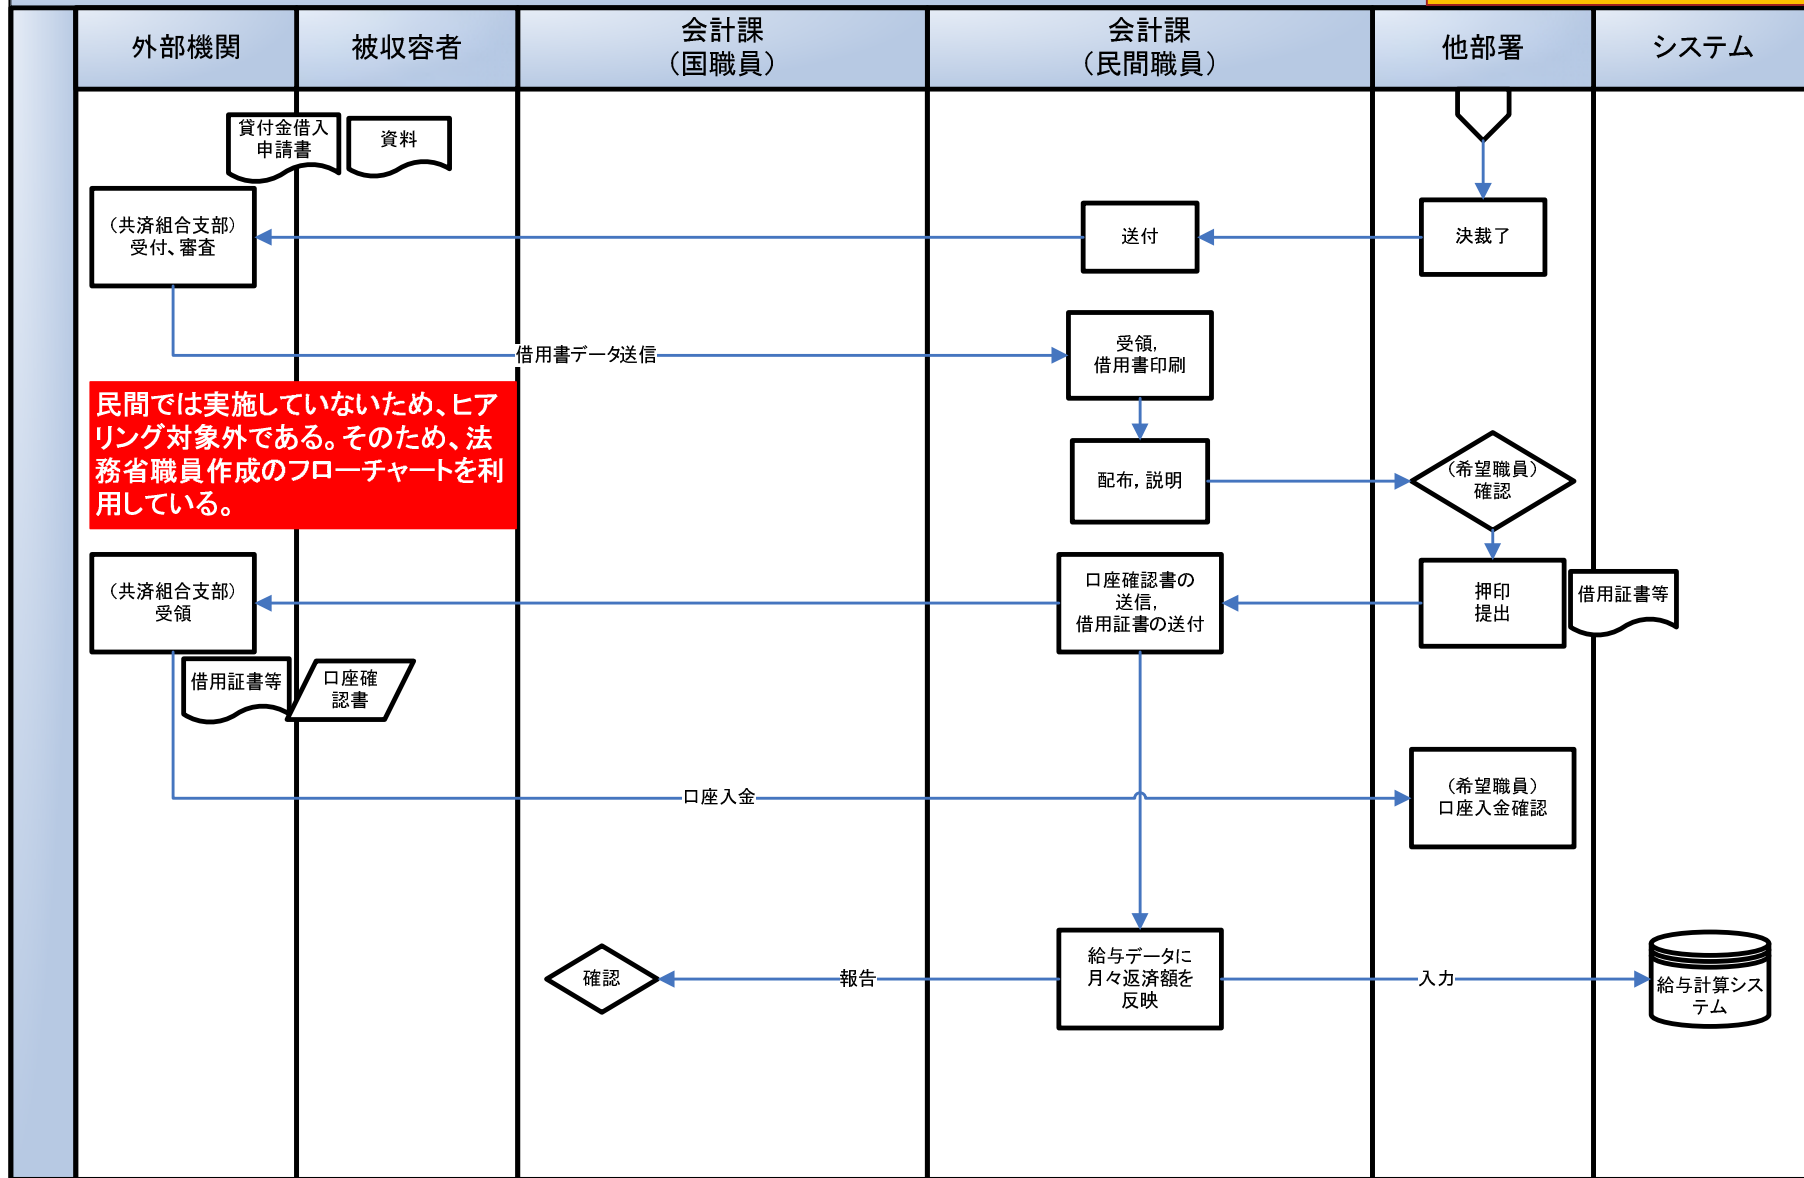 外部機関
被収容者
会計課
（国職員）
会計課
（民間職員）
他部署
システム
貸付金借入
申請書
資料
（共済組合支部）
受付、審査
送付
決裁了
借用書データ送信
受領，
借用書印刷
民間では実施していないため、ヒア
リング対象外である。そのため、法
務省職員作成のフローチャートを利
用している。
配布，説明
（希望職員）
確認
（共済組合支部）
受領
口座確認書の
送信，
借用証書の送付
押印
提出
借用証書等
借用証書等
口座確
認書
口座入金
（希望職員）
口座入金確認
確認
報告
給与データに
月々返済額を
反映
入力
給与計算シス
テム